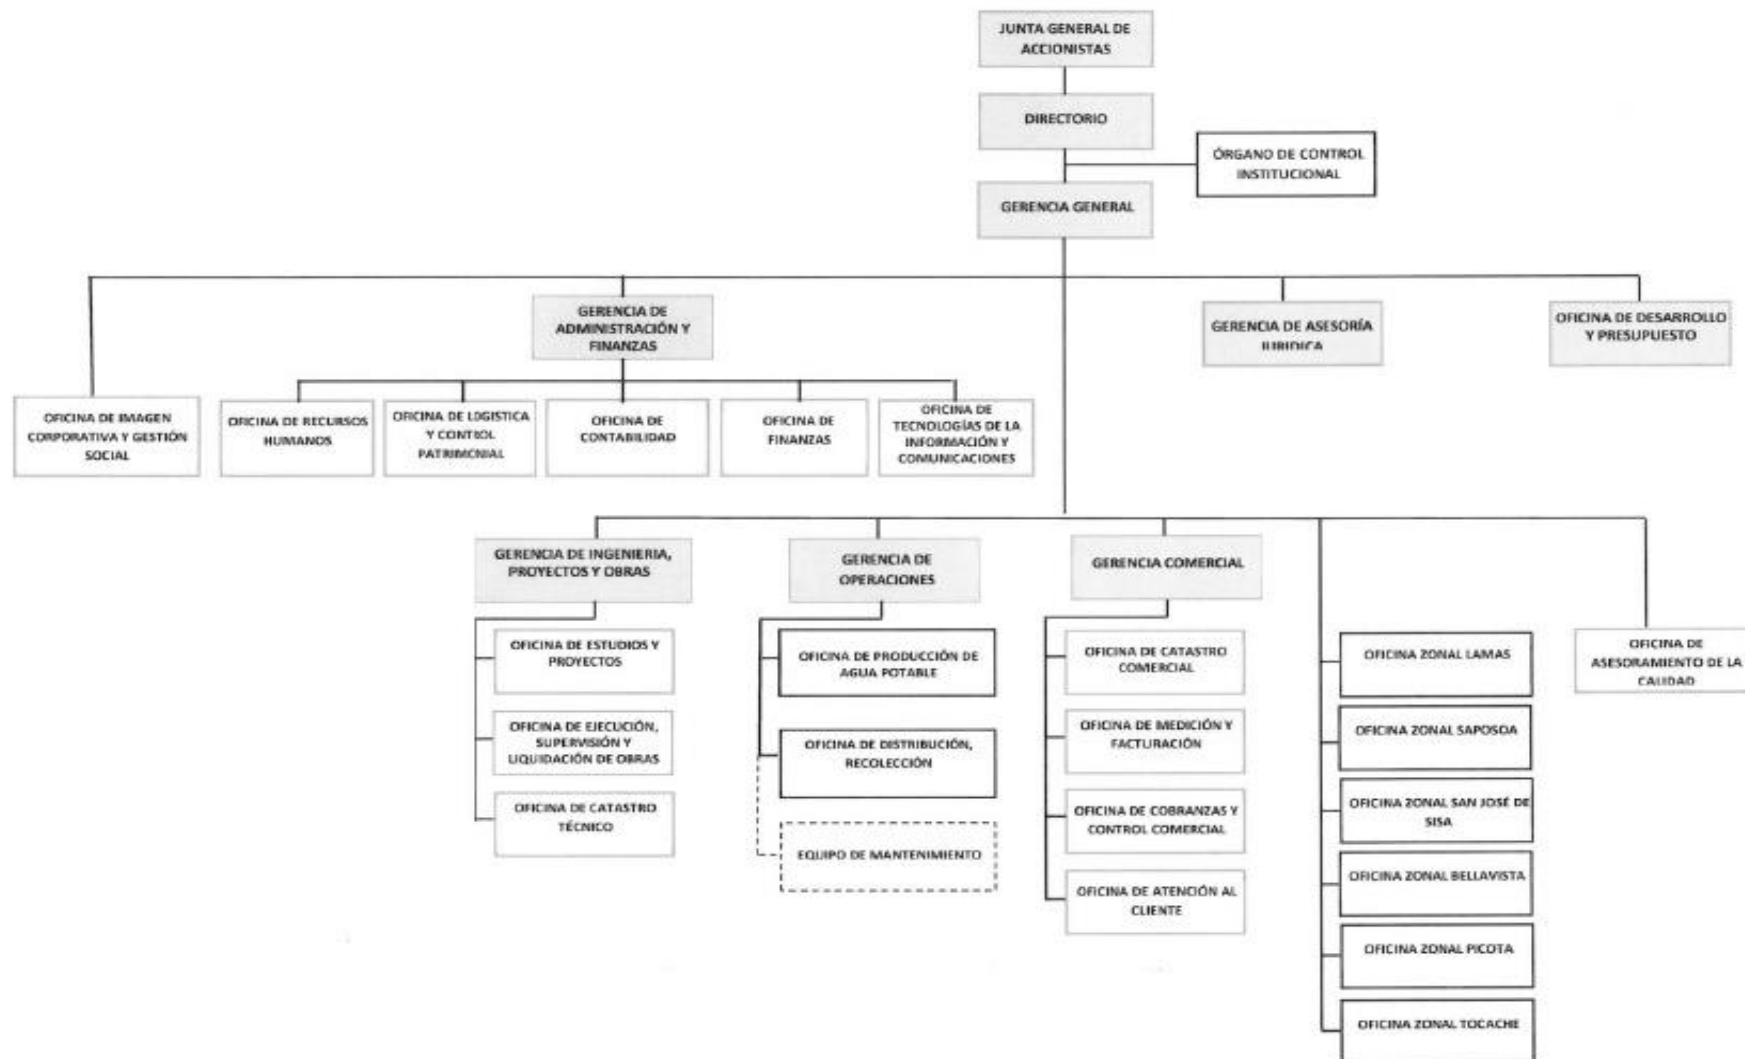 JUNTA GENERAL DE
ACCIONISTAS
DIRECTORIO
ÓRGANO DE CONTROL
INSTITUCIONAL
GERENCIA GENERAL
GERENCIA DE
ADMINISTRACIÓN Y
FINANZAS
GERENCIA DE ASESORÍA
JURIDICA
OFICINA DE DESARROLLO
Y PRESUPUESTO
OFICINA DE IMAGEN
CORPORATIVA Y GESTIÓN
SOCIAL
OFICINA DE RECURSOS
HUMANOS
OFICINA DE LOGISTICA
Y CONTROL
PATRIMONIAL
OFICINA DE
CONTABILIDAD
OFICINA DE
FINANZAS
OFICINA DE
TECNOLOGÍAS DE LA
INFORMACIÓN Y
COMUNICACIONES
GERENCIA DE INGENIERIA,
PROYECTOS Y OBRAS
OFICINA DE ESTUDIOS Y
PROYECTOS
OFICINA DE EJECUCIÓN,
SUPERVISIÓN Y
LIQUIDACIÓN DE OBRAS
OFICINA DE CATASTRO
TÉCNICO
GERENCIA DE
OPERACIONES
OFICINA DE PRODUCCIÓN DE
AGUA POTABLE
OFICINA DE DISTRIBUCIÓN,
RECOLECCIÓN
EQUIPO DE MANTENIMIENTO
GERENCIA COMERCIAL
OFICINA DE CATASTRO
COMERCIAL
OFICINA DE MEDICIÓN Y
FACTURACIÓN
OFICINA DE COBRANZAS Y
CONTROL COMERCIAL
OFICINA DE ATENCIÓN AL
CLIENTE
OFICINA ZONAL LAMAS
OFICINA ZONAL SAPOSOA
OFICINA ZONAL SAN JOSÉ DE
SISA
OFICINA ZONAL BELLAVISTA
OFICINA ZONAL PICOTA
OFICINA ZONAL TOCACHE
OFICINA DE
ASESORAMIENTO DE LA
CALIDAD